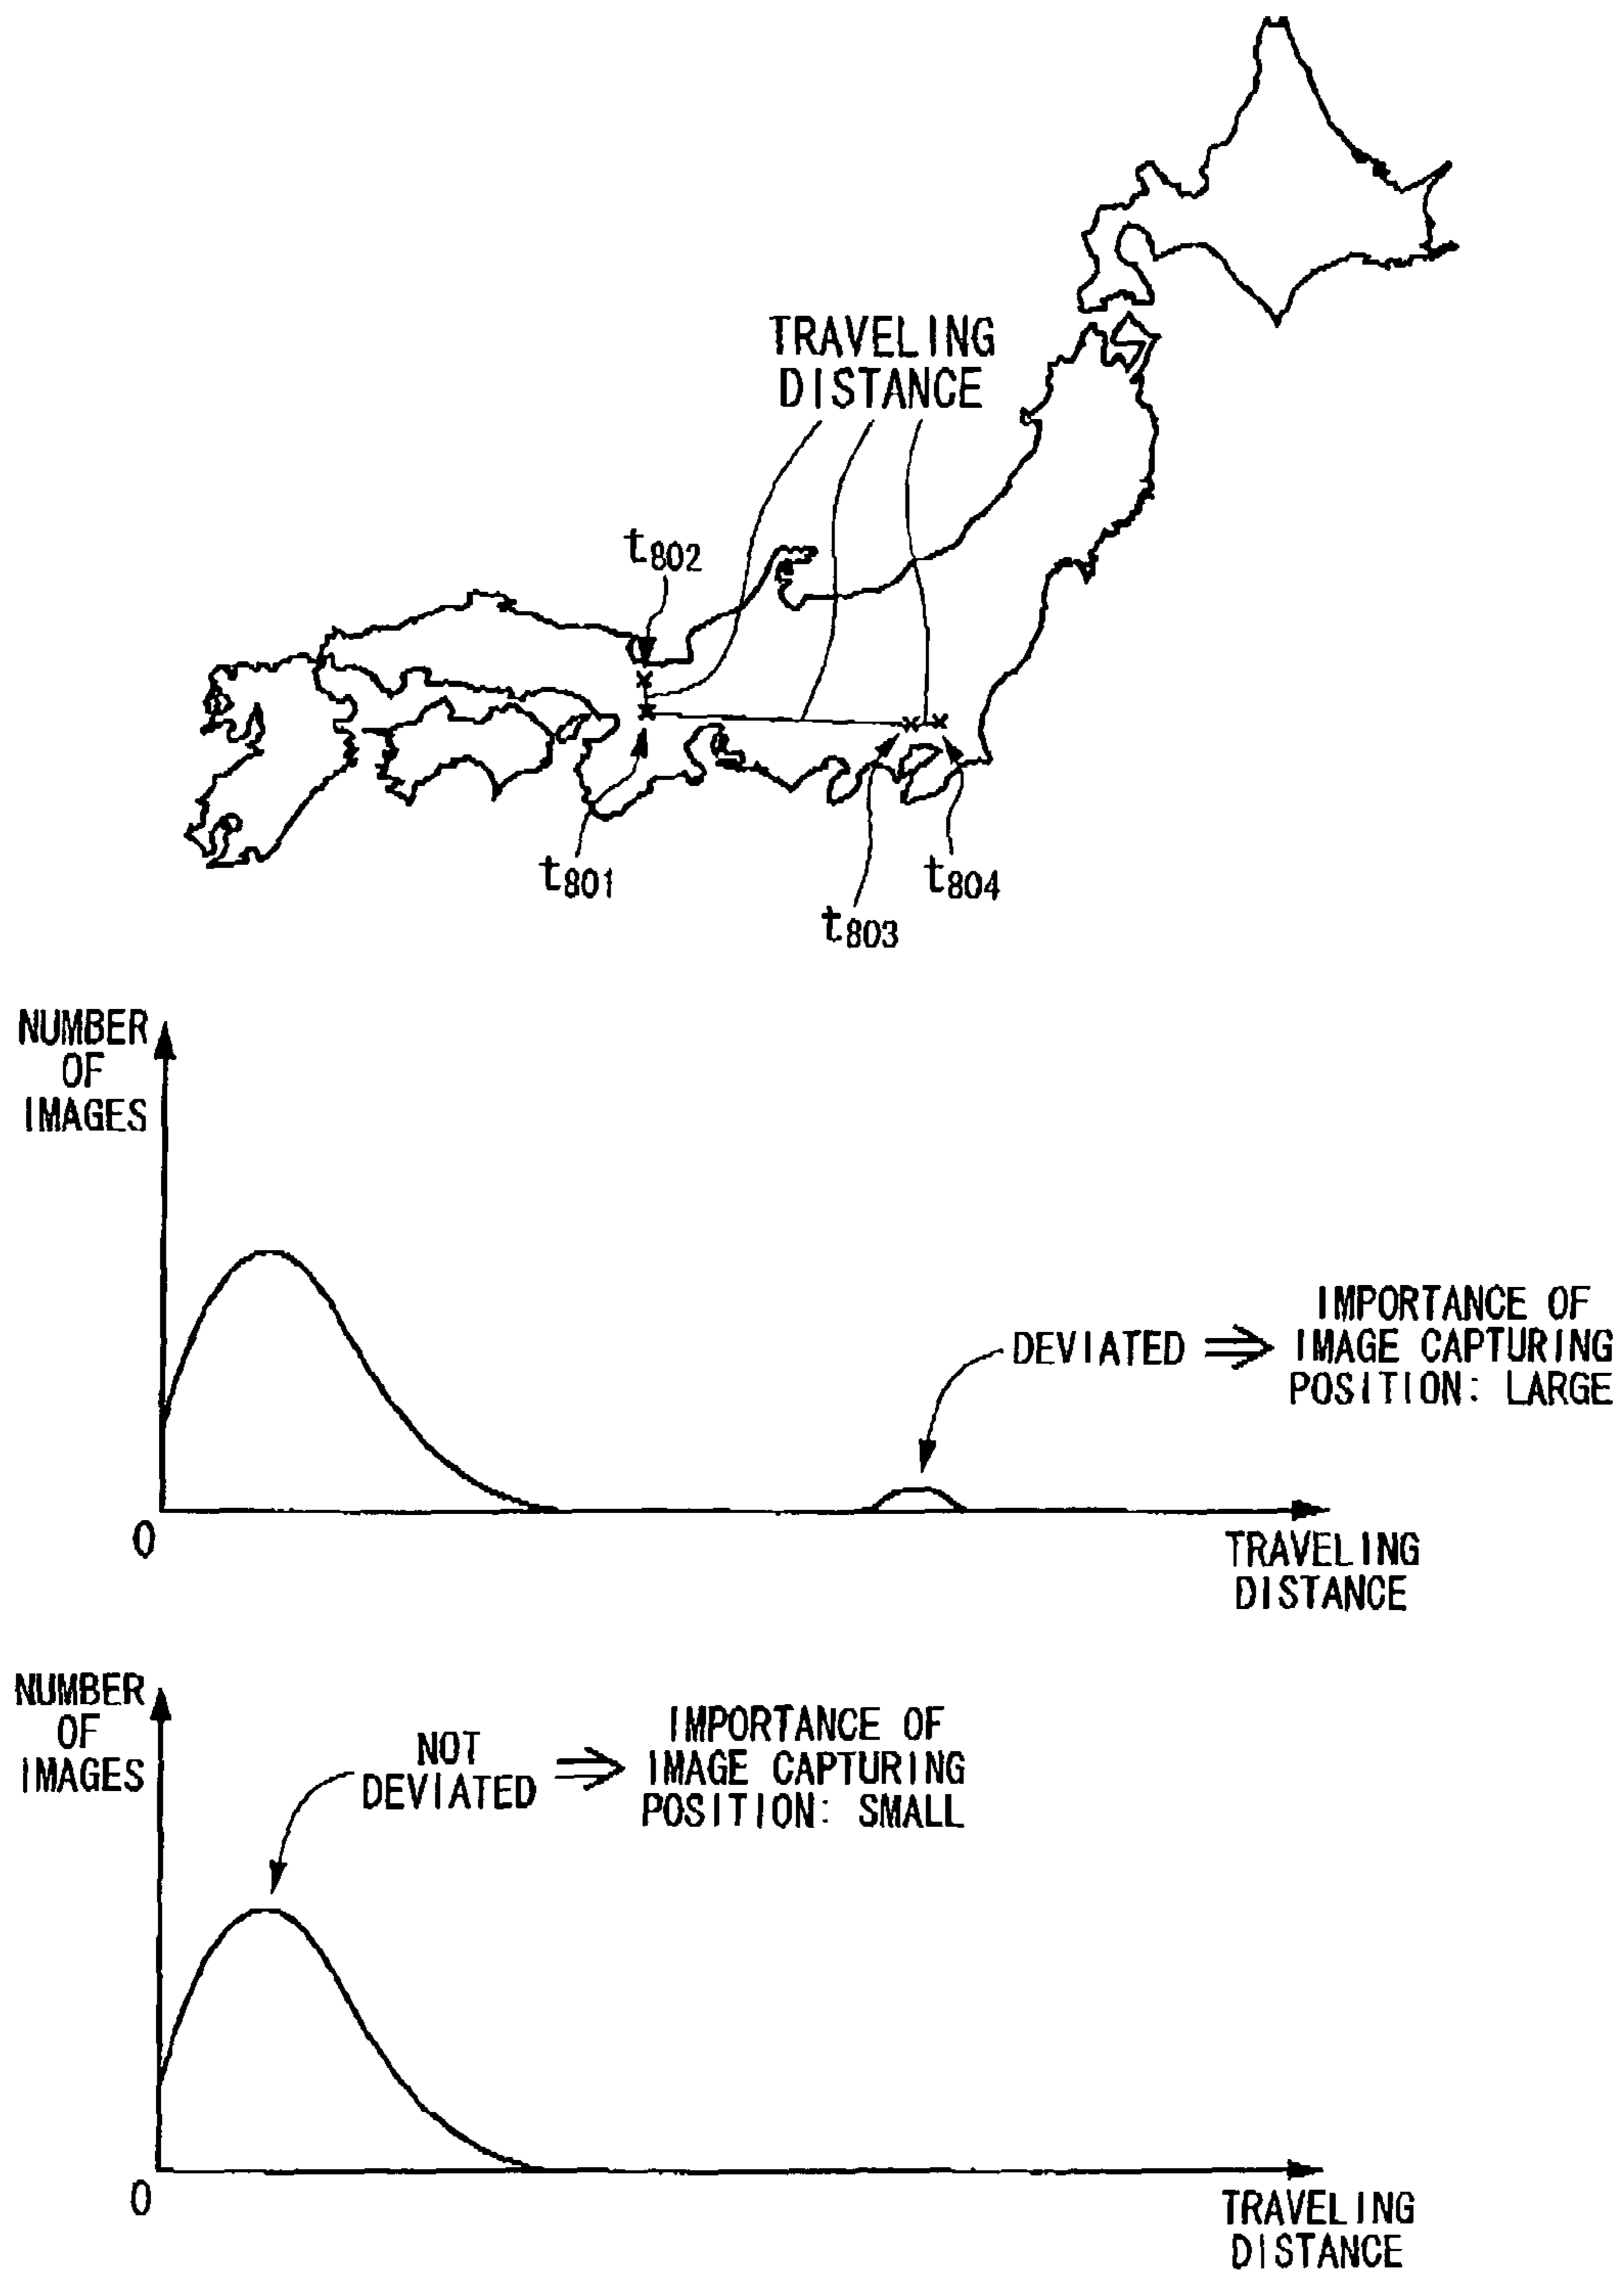 TRAVELING
DISTANCE
t802
t801
t804
t803
NUMBER
OF
IMAGES
IMPORTANCE OF
DEVIATED ⇒ IMAGE CAPTURING
POSITION: LARGE
0
TRAVELING
DISTANCE
NUMBER
OF
IMAGES
NOT
DEVIATED ⇒
IMPORTANCE OF
IMAGE CAPTURING
POSITION: SMALL
0
TRAVELING
DISTANCE